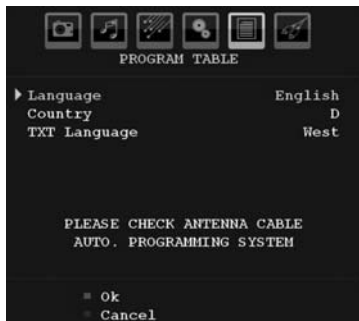 PROGRAM TABLE
Language English
Country D
TXT Language West
PLEASE CHECK ANTENNA CABLE
AUTO. PROGRAMMING SYSTEM
Ok
Cancel